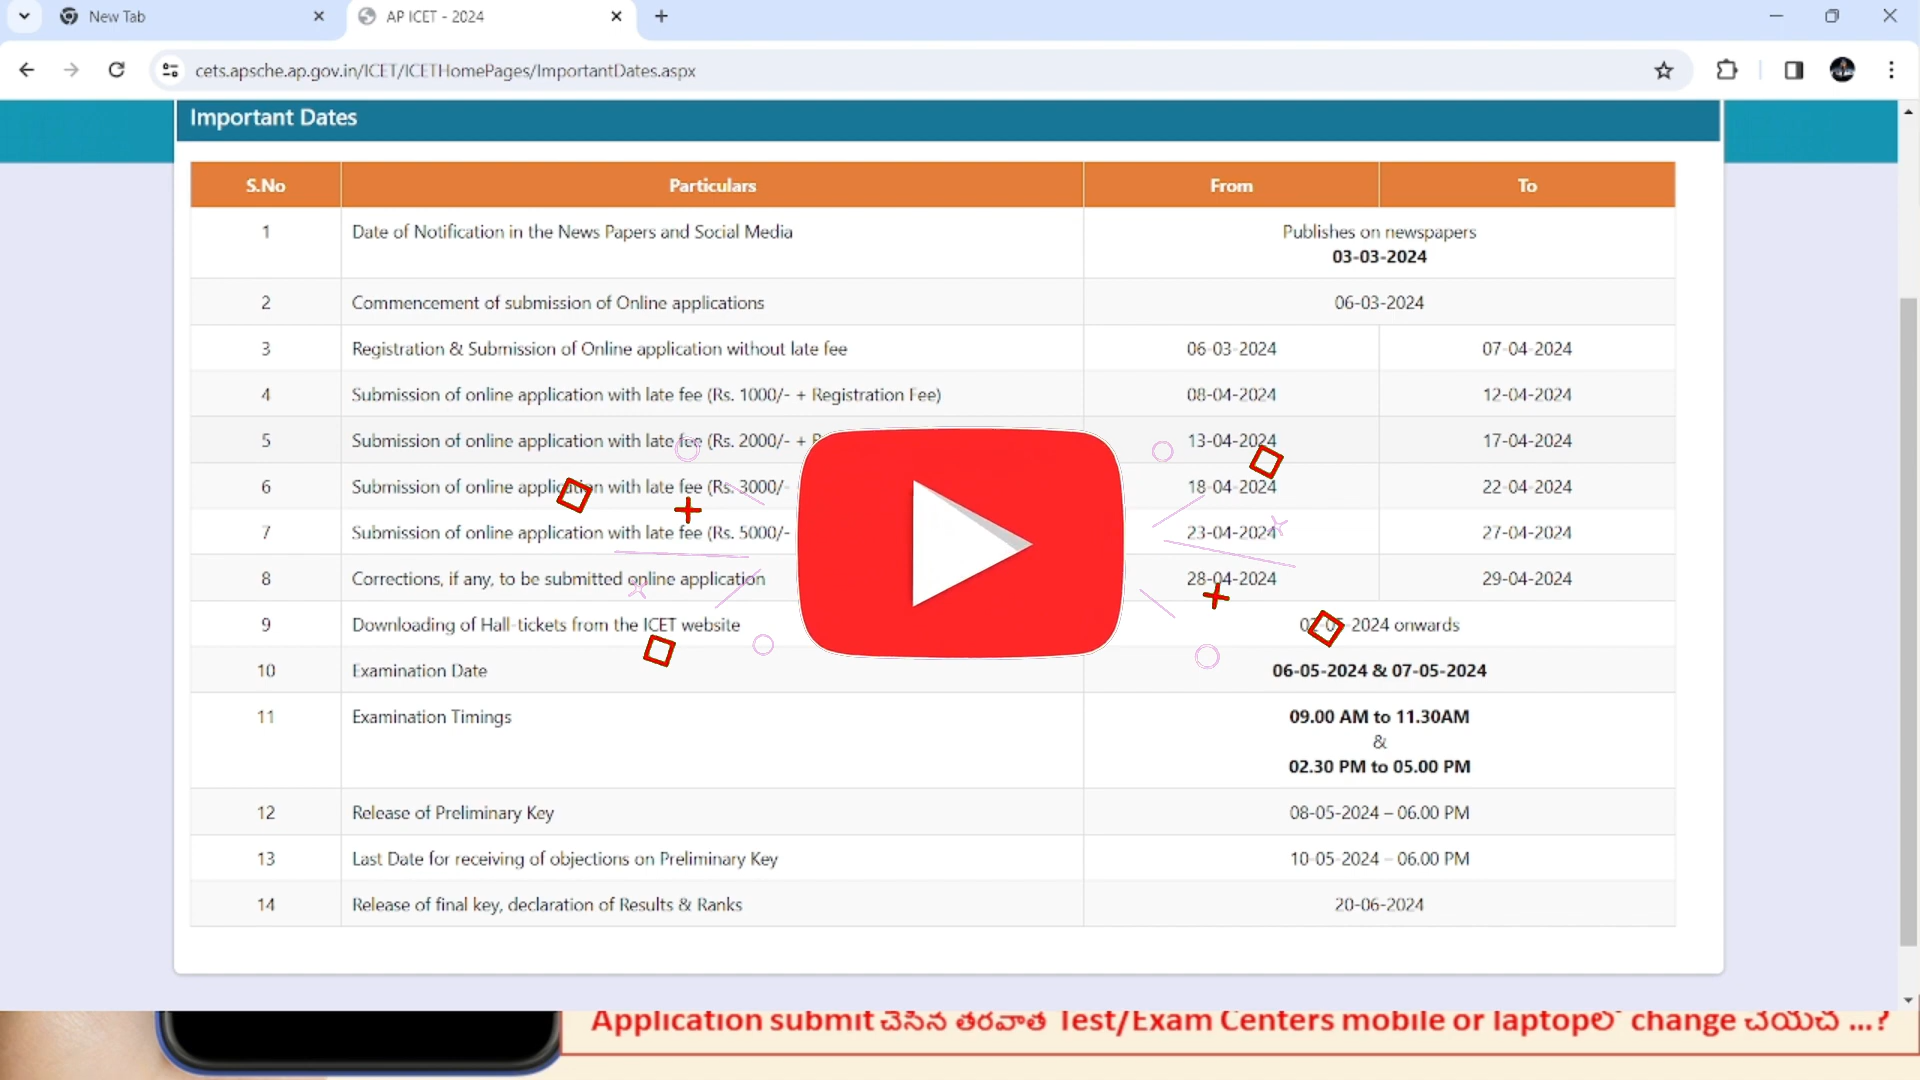 New Tab
AP ICET - 2024
cets.apsche.ap.gov.in/ICET/ICETHomePages/ImportantDates.aspx
Important Dates
S.No Particulars From To
1 Date of Notification in the News Papers and Social Media Publishes on newspapers
03-03-2024
2 Commencement of submission of Online applications 06-03-2024
3 Registration & Submission of Online application without late fee 06-03-2024 07-04-2024
4 Submission of online application with late fee (Rs. 1000/- + Registration Fee) 08-04-2024 12-04-2024
5 Submission of online application with late fee (Rs. 2000/- + 13-04-2024 17-04-2024
6 Submission of online application with late fee (Rs. 3000/- 18-04-2024 22-04-2024
7 Submission of online application with late fee (Rs. 5000/- 23-04-2024 27-04-2024
8 Corrections, if any, to be submitted online application 28-04-2024 29-04-2024
9 Downloading of Hall-tickets from the ICET website 02-05-2024 onwards
10 Examination Date 06-05-2024 & 07-05-2024
11 Examination Timings 09.00 AM to 11.30AM
&
02.30 PM to 05.00 PM
12 Release of Preliminary Key 08-05-2024 – 06.00 PM
13 Last Date for receiving of objections on Preliminary Key 10-05-2024 – 06.00 PM
14 Release of final key, declaration of Results & Ranks 20-06-2024
Application submit చేసిన తరవాత Test/Exam Centers mobile or laptopలో change ...?